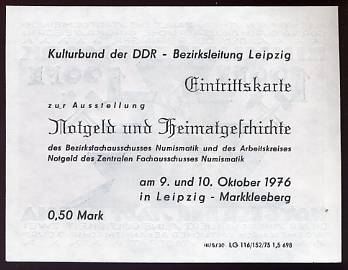 Kulturbund der DDR - Bezirksleitung Leipzig
Eintrittskarte
zur Ausstellung
Notgeld und Heimatgeschichte
des Bezirksfachausschusses Numismatik und des Arbeitskreises
Notgeld des Zentralen Fachausschusses Numismatik
am 9. und 10. Oktober 1976
in Leipzig - Markkleeberg
0,50 Mark
LG 116/152/75 1,5 698